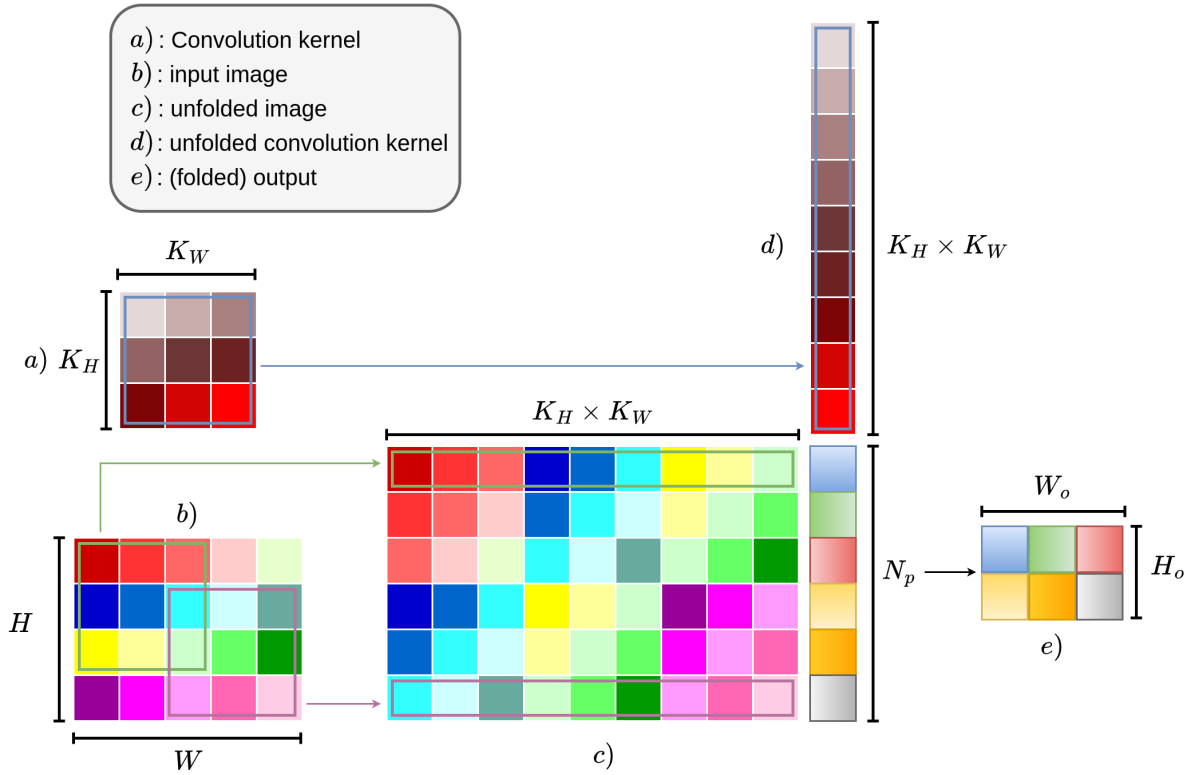 a): Convolution kernel
b): input image
c): unfolded image
d): unfolded convolution kernel
e): (folded) output
K_W
a) K_H
d)
K_H × K_W
K_H × K_W
b)
H
W
c)
N_p
W_o
H_o
e)